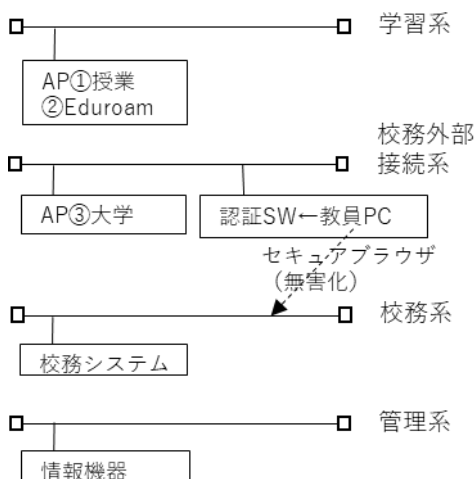 学習系
AP①授業
②Eduroam
校務外部
接続系
AP③大学
認証SW←教員PC
セキュアブラウザ
（無害化）
校務系
校務システム
管理系
情報機器